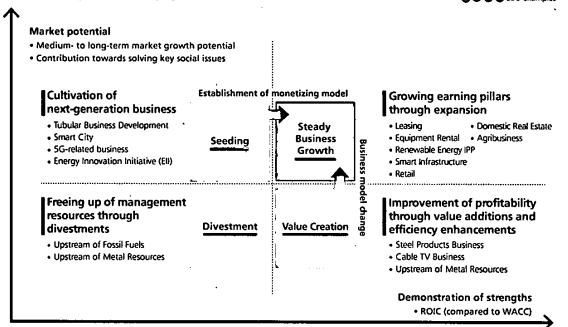 Market potential
• Medium- to long-term market growth potential
• Contribution towards solving key social issues
Cultivation of
next-generation business
• Tubular Business Development
• Smart City
• 5G-related business
• Energy Innovation Initiative (EII)
Establishment of monetizing model
Seeding
Steady
Business
Growth
Business model change
Growing earning pillars
through expansion
• Leasing
• Equipment Rental
• Renewable Energy IPP
• Smart Infrastructure
• Retail
• Domestic Real Estate
• Agribusiness
Freeing up of management
resources through
divestments
• Upstream of Fossil Fuels
• Upstream of Metal Resources
Divestment
Value Creation
Improvement of profitability
through value additions and
efficiency enhancements
• Steel Products Business
• Cable TV Business
• Upstream of Metal Resources
Demonstration of strengths
• ROIC (compared to WACC)